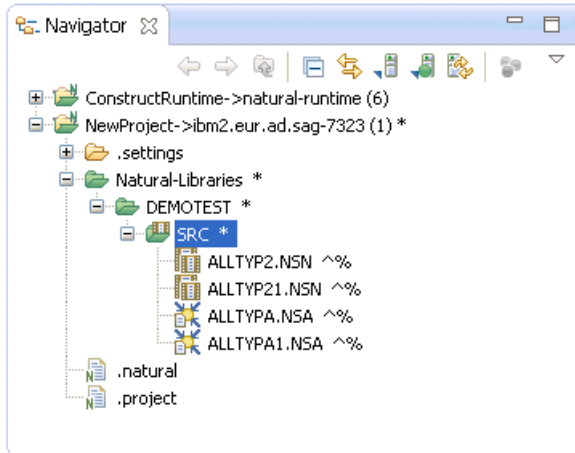 Navigator
ConstructRuntime->natural-runtime (6)
NewProject->ibm2.eur.ad.sag-7323 (1) *
.settings
Natural-Libraries *
DEMOTEST *
SRC *
ALLTYP2.NSN ^%
ALLTYP21.NSN ^%
ALLTYPA.NSA ^%
ALLTYPA1.NSA ^%
.natural
.project